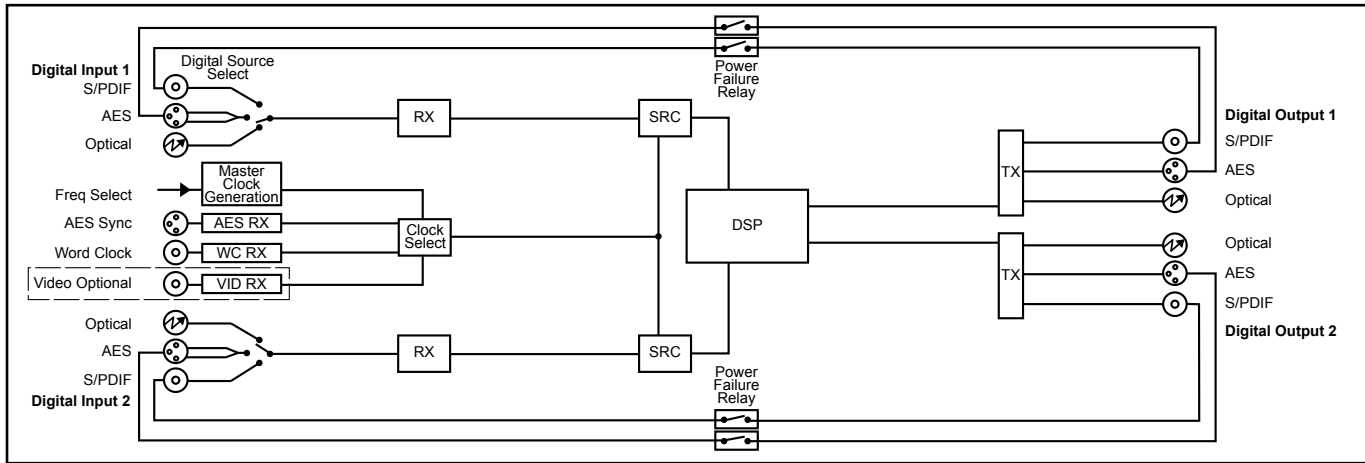 Power
Failure
Relay
Digital Input 1
Digital Source
Select
S/PDIF
AES
Optical
RX
SRC
Digital Output 1
S/PDIF
AES
Optical
TX
Freq Select
Master
Clock
Generation
AES Sync
AES RX
Word Clock
WC RX
Video Optional
VID RX
Clock
Select
DSP
Optical
AES
S/PDIF
TX
Digital Output 2
Optical
AES
S/PDIF
Digital Input 2
RX
SRC
Power
Failure
Relay